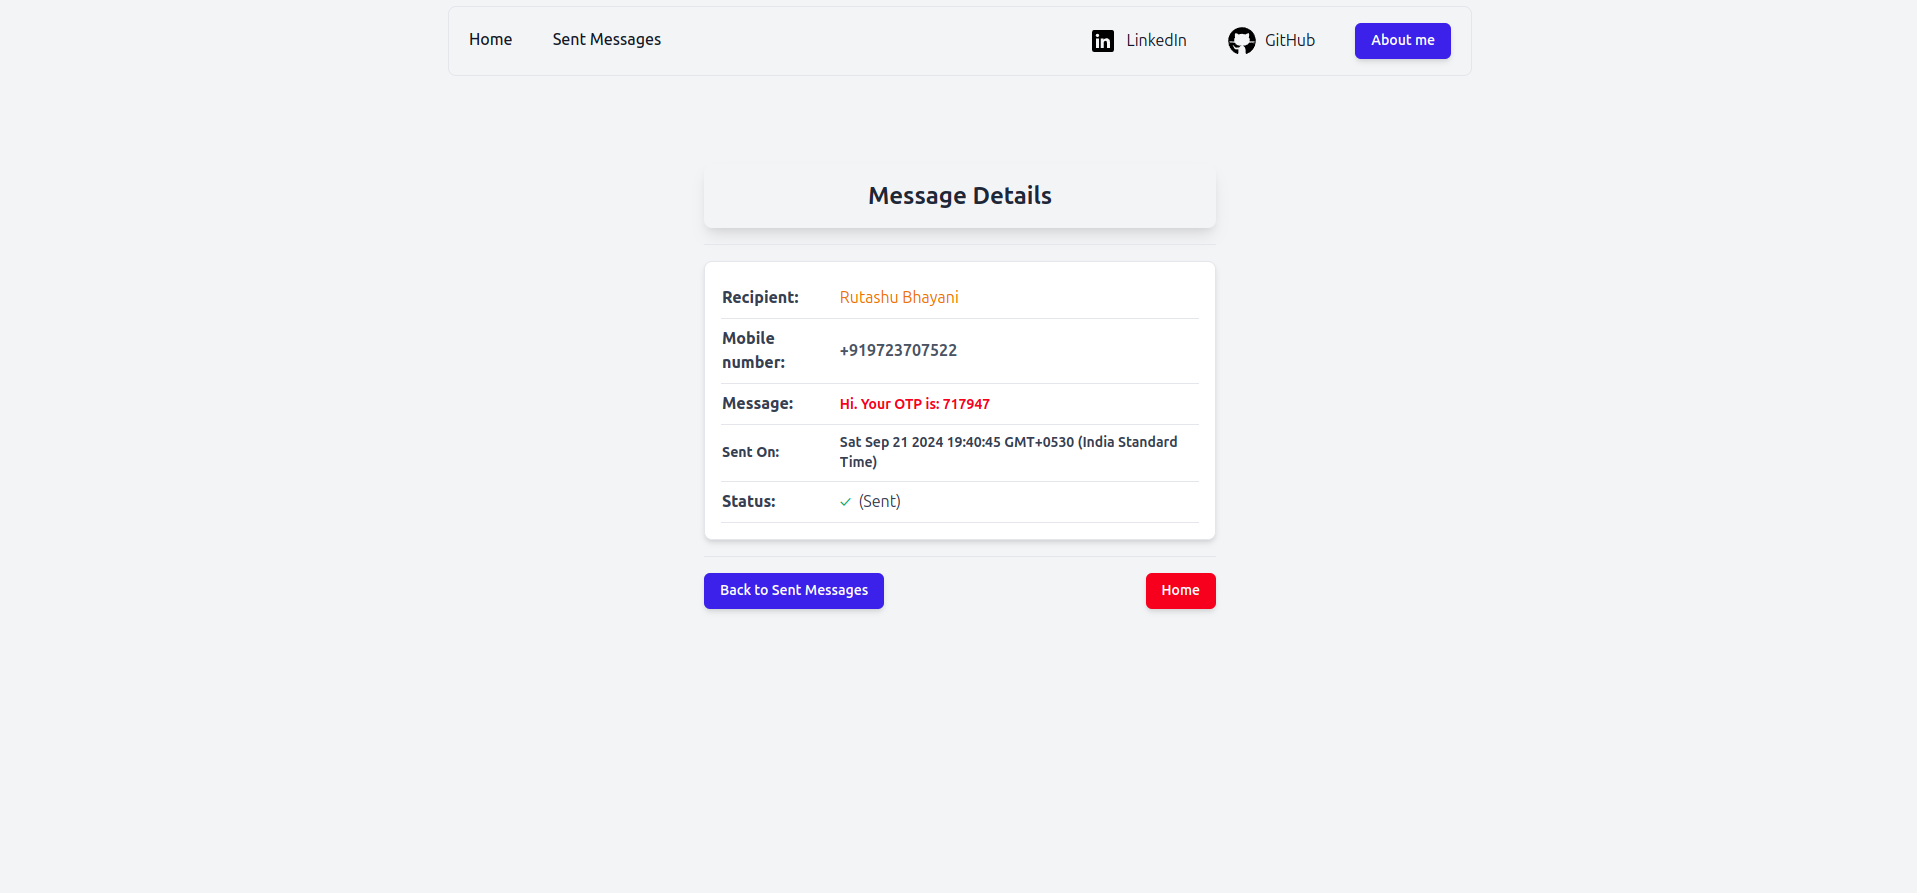 Home Sent Messages LinkedIn GitHub About me
Message Details
Recipient: Rutashu Bhayani
Mobile
number: +919723707522
Message: Hi. Your OTP is: 717947
Sent On: Sat Sep 21 2024 19:40:45 GMT+0530 (India Standard
Time)
Status: ✓ (Sent)
Back to Sent Messages Home